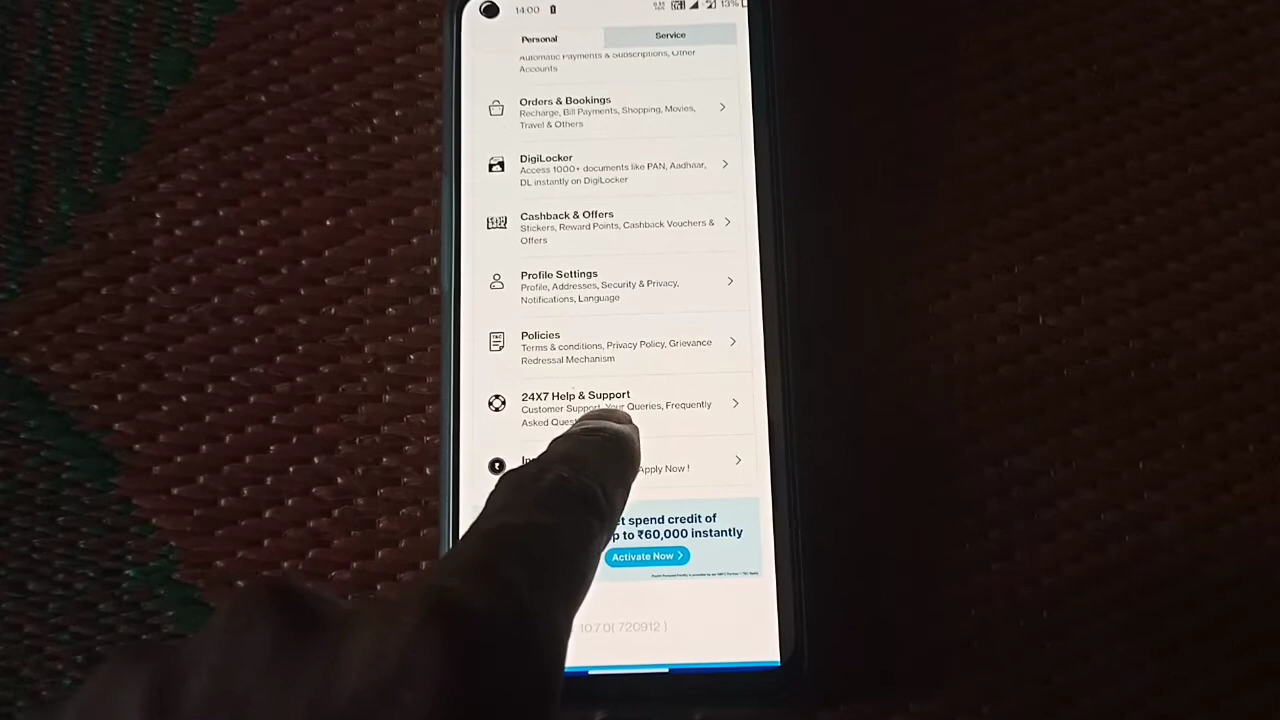 14:00
13%
Personal
Service
Automatic Payments & Subscriptions, Other
Accounts
Orders & Bookings
Recharge, Bill Payments, Shopping, Movies,
Travel & Others
DigiLocker
Access 1000+ documents like PAN, Aadhaar,
DL instantly on DigiLocker
Cashback & Offers
Stickers, Reward Points, Cashback Vouchers &
Offers
Profile Settings
Profile, Addresses, Security & Privacy,
Notifications, Language
Policies
Terms & conditions, Privacy Policy, Grievance
Redressal Mechanism
24X7 Help & Support
Customer Support, Your Queries, Frequently
Asked
Apply Now !
spend credit of
to ₹60,000 instantly
Activate Now
10.7.0( 720912 )